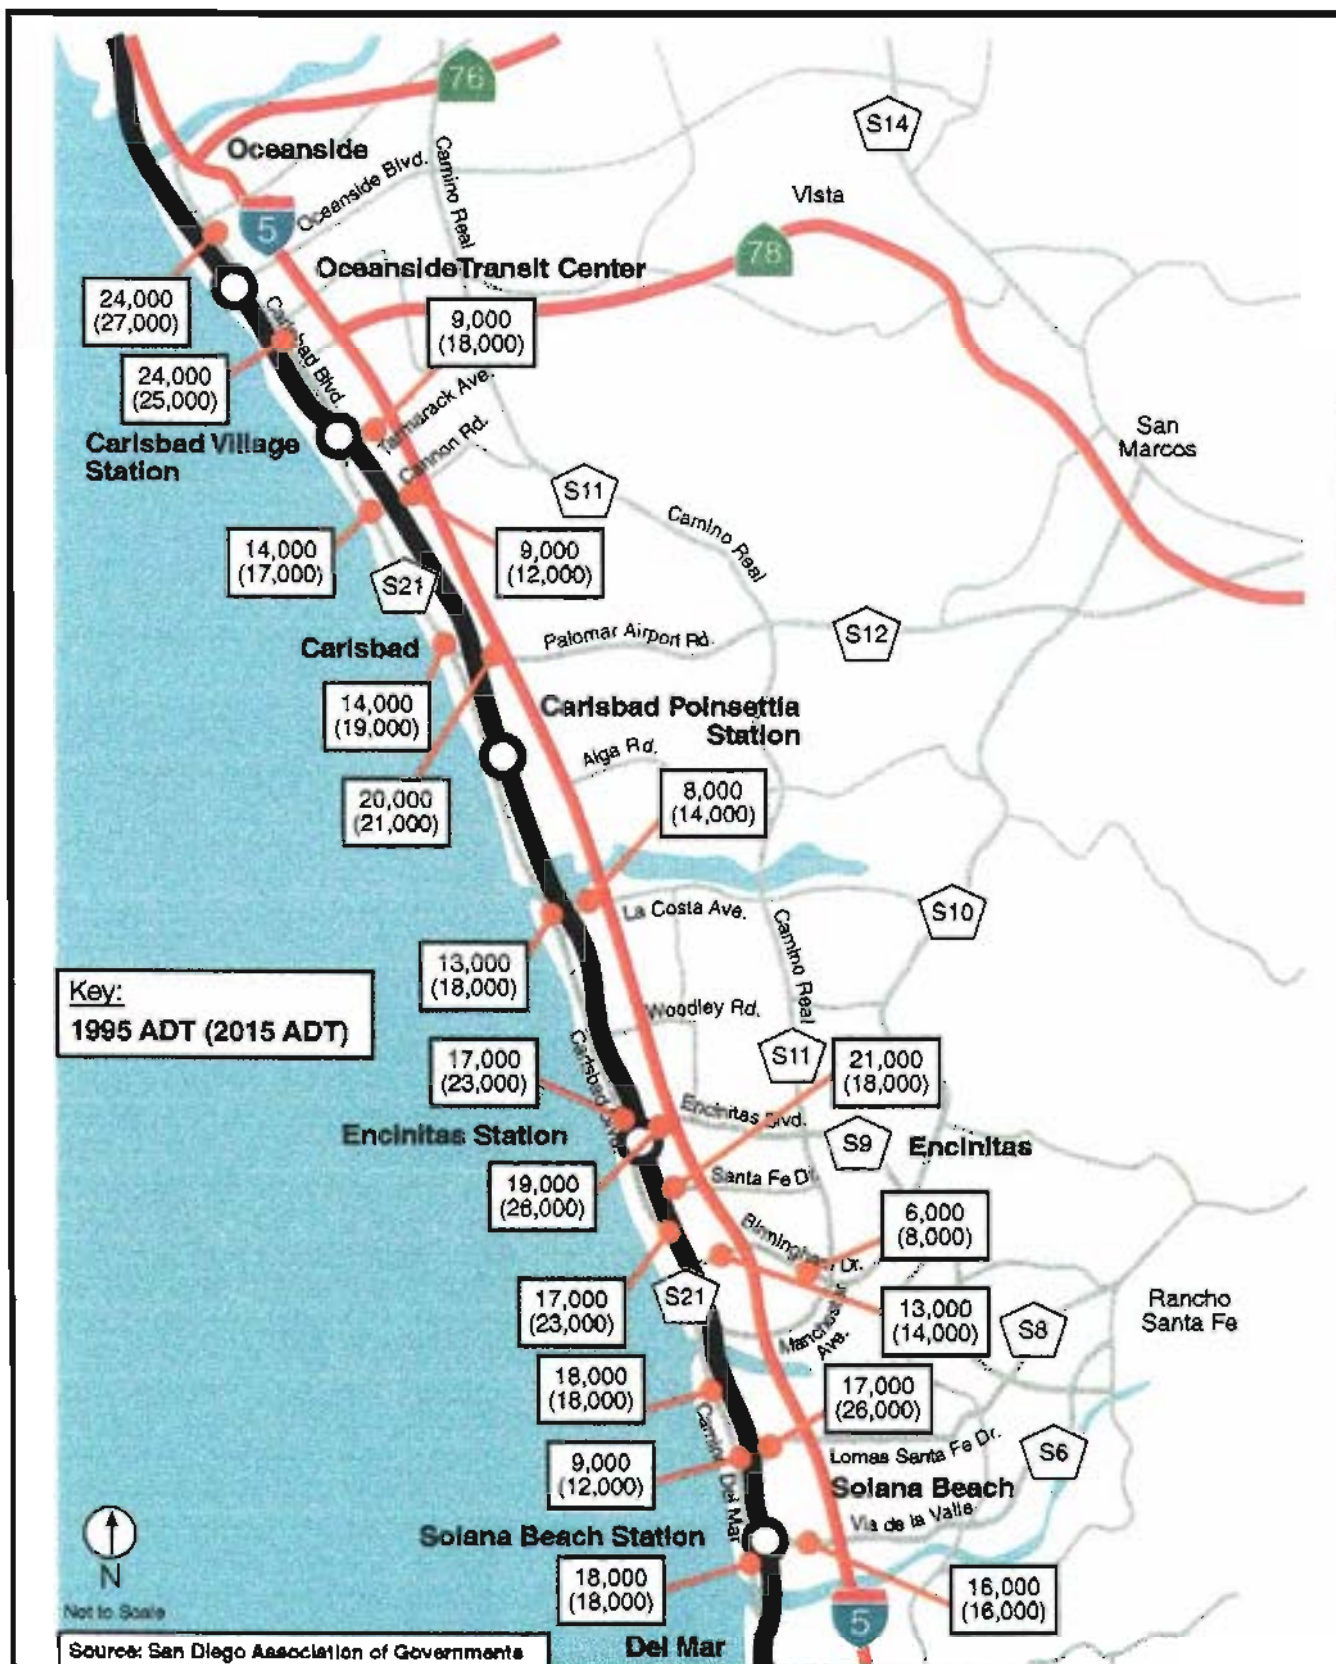 76
S14
Oceanside
Oceanside Blvd.
Camino Real
Vista
5
78
OceansideTransit Center
24,000
(27,000)
9,000
(18,000)
Carlsbad Blvd.
24,000
(25,000)
Tarmarack Ave.
Cannon Rd.
San
Marcos
Carlsbad Village
Station
S11
Camino Real
14,000
(17,000)
9,000
(12,000)
S21
S12
Palomar Airport Rd.
Carlsbad
14,000
(19,000)
Carlsbad Poinsettia
Station
Alga Rd.
20,000
(21,000)
8,000
(14,000)
La Costa Ave.
S10
Camino Real
13,000
(18,000)
Key:
1995 ADT (2015 ADT)
Woodley Rd.
Carlsbad Blvd.
17,000
(23,000)
S11
21,000
(18,000)
Encinitas Blvd.
Encinitas Station
S9
Encinitas
19,000
(26,000)
Santa Fe Dr.
Birmingham Dr.
6,000
(8,000)
17,000
(23,000)
S21
13,000
(14,000)
Manchester
Ave.
S8
Rancho
Santa Fe
18,000
(18,000)
17,000
(26,000)
Camino Del Mar
Lomas Santa Fe Dr.
S6
9,000
(12,000)
Solana Beach
Via de la Valle
Solana Beach Station
N
18,000
(18,000)
16,000
(16,000)
Not to Scale
5
Source: San Diego Association of Governments
Del Mar